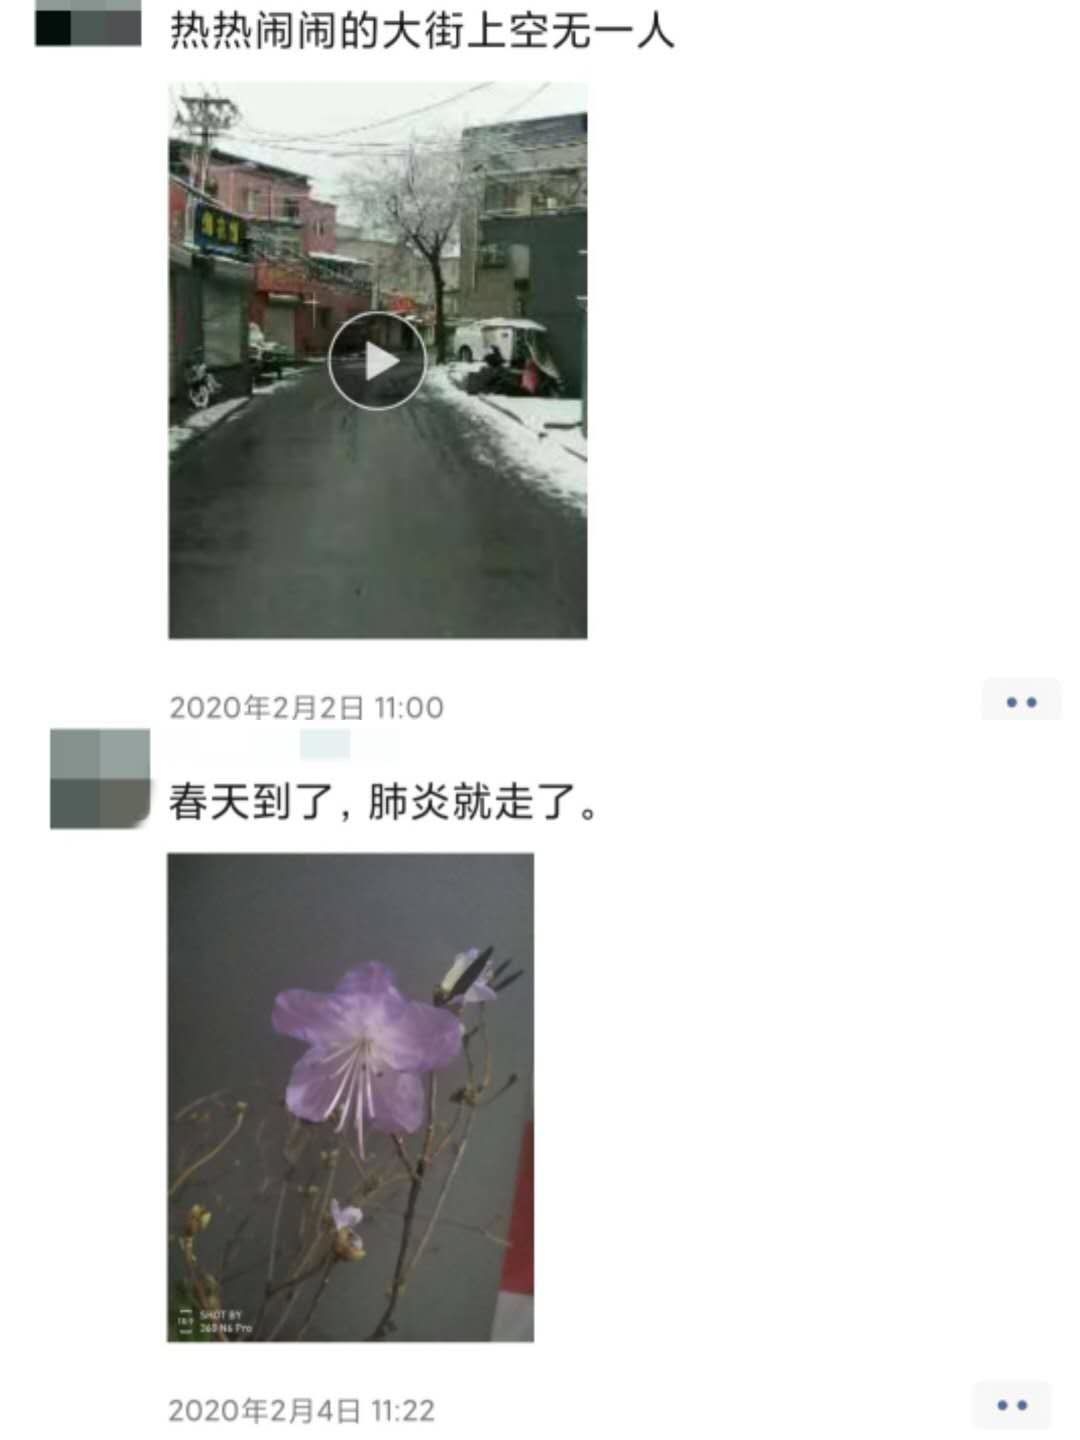 热热闹闹的大街上空无一人
2020年2月2日 11:00
春天到了, 肺炎就走了。
SHOT BY
360 N6 Pro
2020年2月4日 11:22